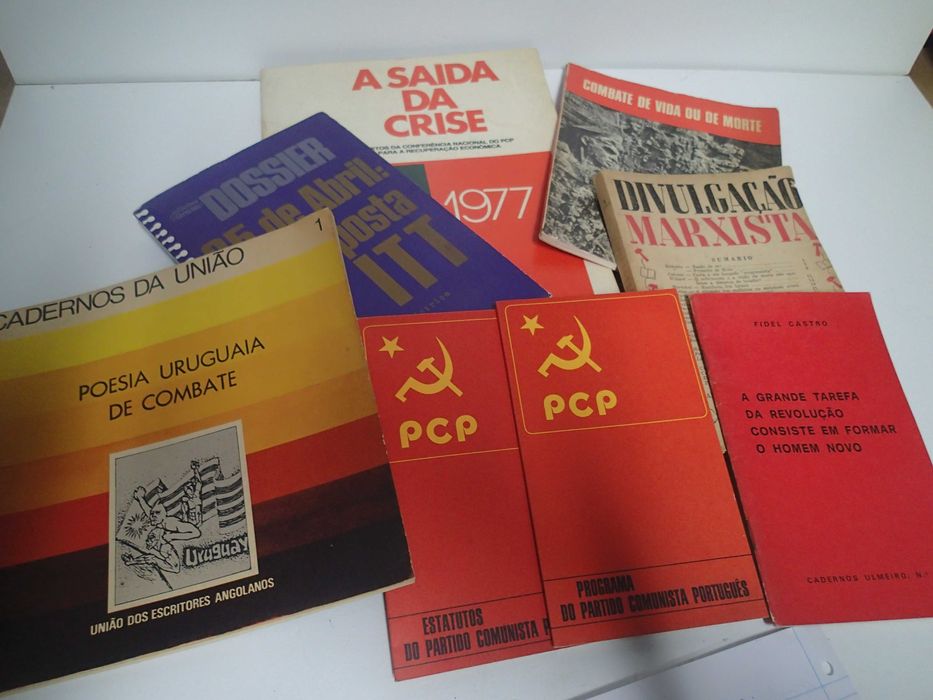 A SAIDA
DA
CRISE
DA CONFERÊNCIA NACIONAL DO PCP
PARA A RECUPERAÇÃO ECONÓMICA
1977
COMBATE DE VIDA OU DE MORTE
DOSSIER
de Abril!
ITT
DIVULGAÇÃO
MARXISTA
SUMARIO
CADERNOS DA UNIÃO
1
POESIA URUGUAIA
DE COMBATE
Uruguay
UNIÃO DOS ESCRITORES ANGOLANOS
PCP
ESTATUTOS
DO PARTIDO COMUNISTA P
PCP
PROGRAMA
DO PARTIDO COMUNISTA PORTUGUÊS
FIDEL CASTRO
A GRANDE TAREFA
DA REVOLUÇÃO
CONSISTE EM FORMAR
O HOMEM NOVO
CADERNOS ULMEIRO, N.º